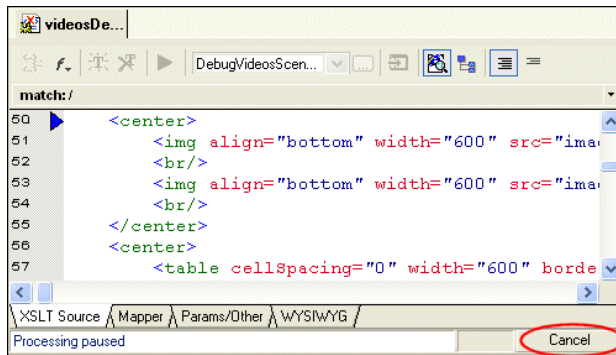 videosDe...
f
DebugVideosScen... ...
match: /
50 <center>
51 <img align="bottom" width="600" src="ima
52 <br/>
53 <img align="bottom" width="600" src="ima
54 <br/>
55 </center>
56 <center>
57 <table cellSpacing="0" width="600" borde
XSLT Source Mapper Params/Other WYSIWYG
Processing paused Cancel